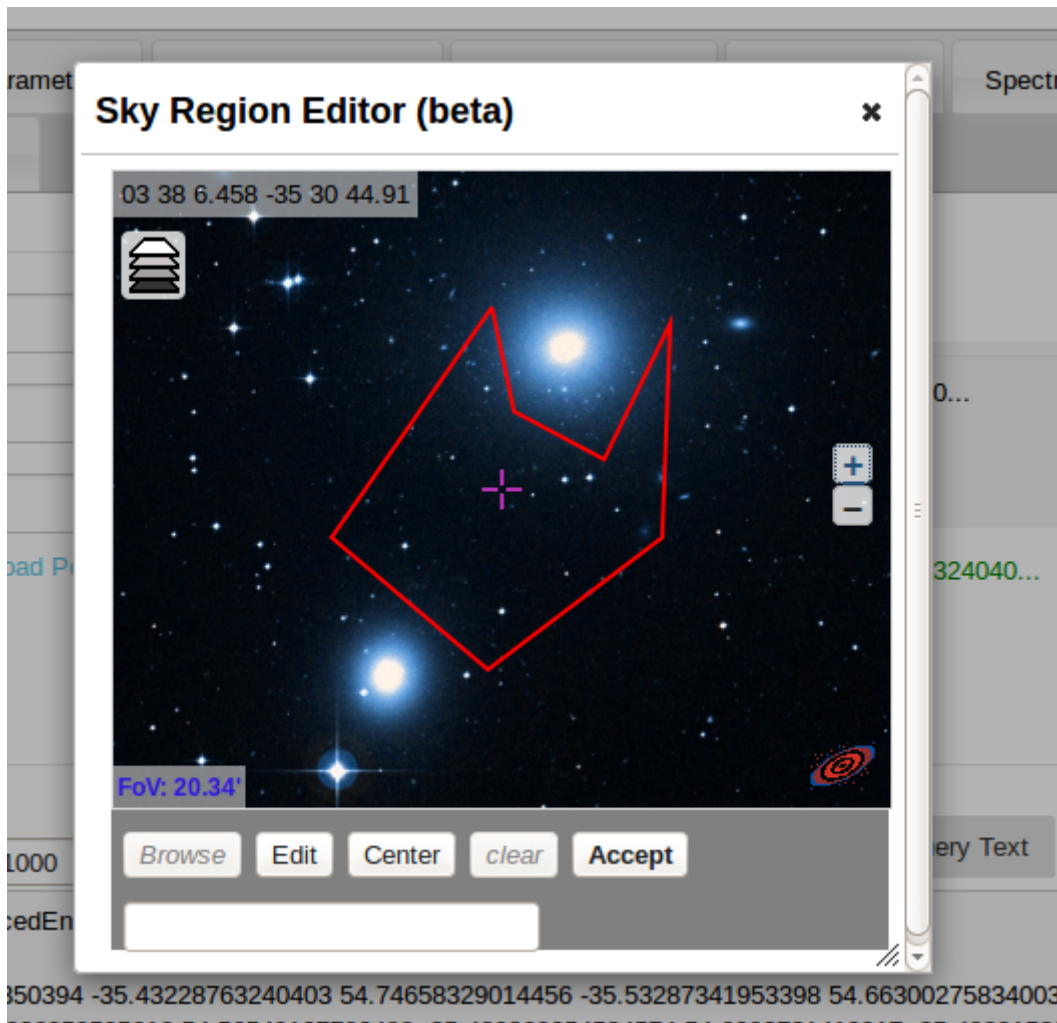 ramet
Spectr
Sky Region Editor (beta)
03 38 6.458 -35 30 44.91
0...
+
−
oad P
324040...
FoV: 20.34'
Browse Edit Center clear Accept
1000
ery Text
cedEn
350394 -35.43228763240403 54.74658329014456 -35.53287341953398 54.66300275834003